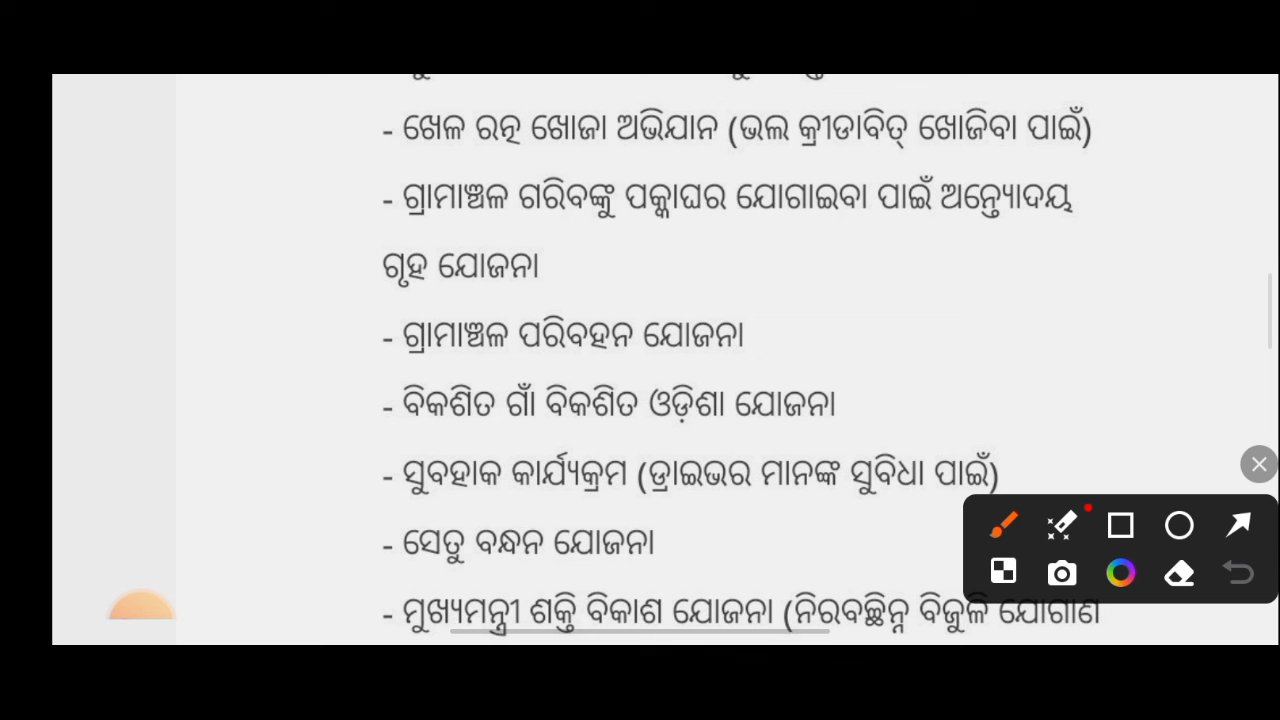 - ଖେଳ ରତ୍ନ ଖୋଜା ଅଭିଯାନ (ଭଲ କ୍ରୀଡାବିତ୍ ଖୋଜିବା ପାଇଁ)
- ଗ୍ରାମାଞ୍ଚଳ ଗରିବଙ୍କୁ ପକ୍କାଘର ଯୋଗାଇବା ପାଇଁ ଅନ୍ତ୍ୟୋଦୟ
ଗୃହ ଯୋଜନା
- ଗ୍ରାମାଞ୍ଚଳ ପରିବହନ ଯୋଜନା
- ବିକଶିତ ଗାଁ ବିକଶିତ ଓଡ଼ିଶା ଯୋଜନା
- ସୁବହାକ କାର୍ଯ୍ୟକ୍ରମ (ଡ୍ରାଇଭର ମାନଙ୍କ ସୁବିଧା ପାଇଁ)
- ସେତୁ ବନ୍ଧନ ଯୋଜନା
- ମୁଖ୍ୟମନ୍ତ୍ରୀ ଶକ୍ତି ବିକାଶ ଯୋଜନା (ନିରବଚ୍ଛିନ୍ନ ବିଜୁଳି ଯୋଗାଣ